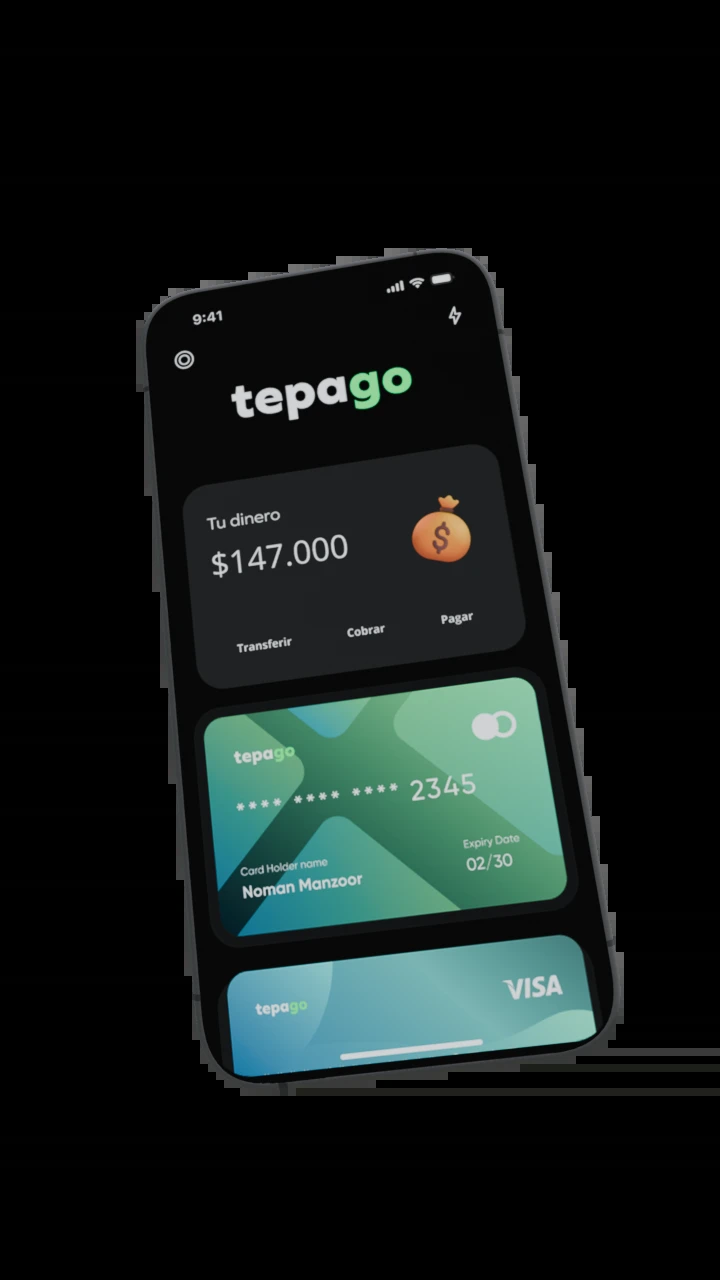 9:41
tepago
Tu dinero
$147.000
Transferir Cobrar Pagar
tepago
**** **** **** 2345
Card Holder name
Noman Manzoor
Expiry Date
02/30
tepago
VISA